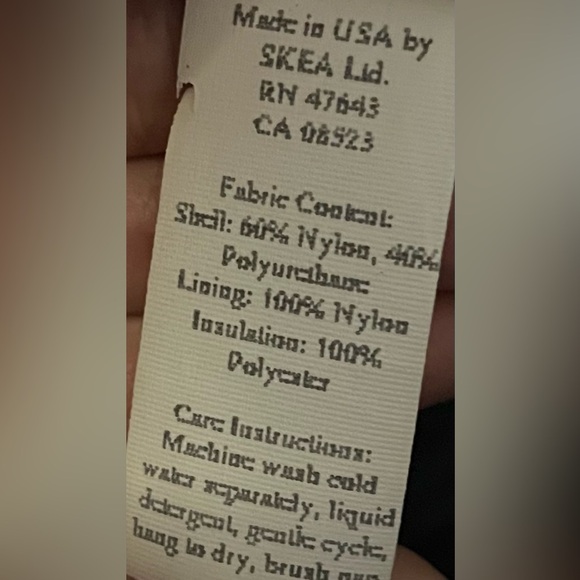 Made in USA by
SKEA Ltd.
RN 47643
CA 08523
Fabric Content:
Shell: 60% Nylon, 40%
Polyurethane
Lining: 100% Nylon
Insulation: 100%
Polyester
Care Instructions:
Machine wash cold
water separately, liquid
detergent, gentle cycle,
hang to dry, brush